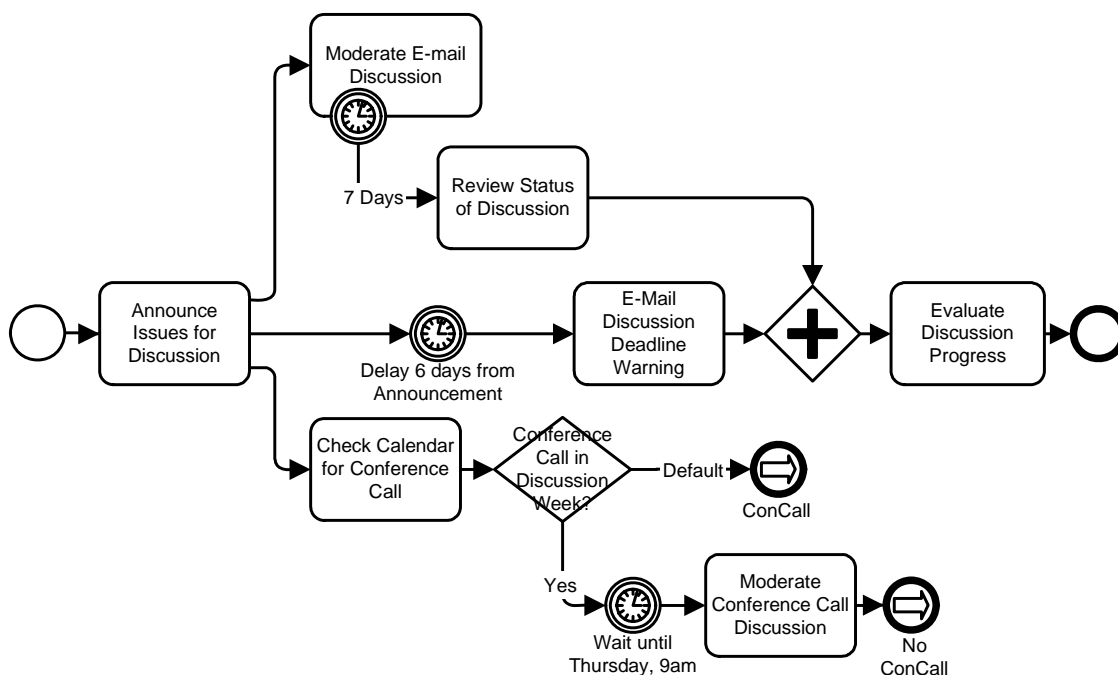 Moderate E-mail
Discussion
7 Days
Review Status
of Discussion
Announce
Issues for
Discussion
Delay 6 days from
Announcement
E-Mail
Discussion
Deadline
Warning
Evaluate
Discussion
Progress
Check Calendar
for Conference
Call
Conference
Call in
Discussion
Week?
Default
ConCall
Yes
Wait until
Thursday, 9am
Moderate
Conference Call
Discussion
No
ConCall